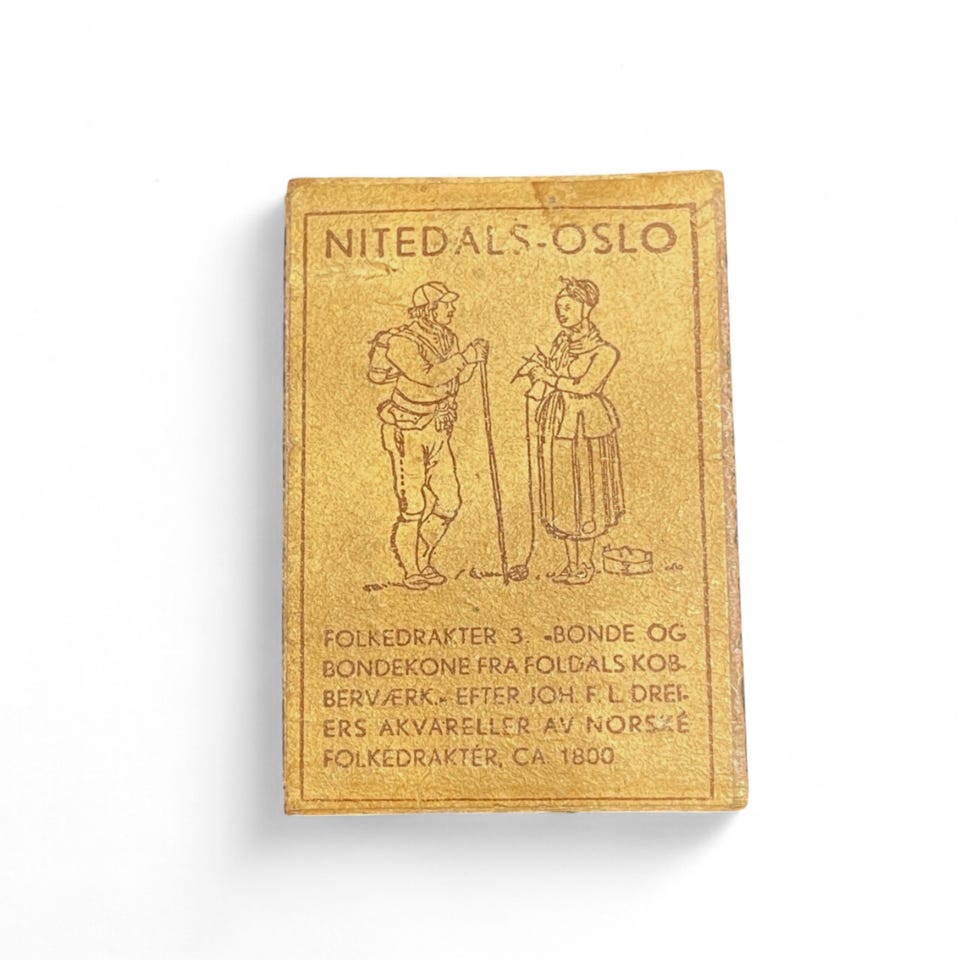 NITEDALS-OSLO
FOLKEDRAKTER 3. -BONDE OG
BONDEKONE FRA FOLDALS KOB-
BERVÆRK.- EFTER JOH. F. L. DREI-
ERS AKVARELLER AV NORSKE
FOLKEDRAKTER, CA. 1800